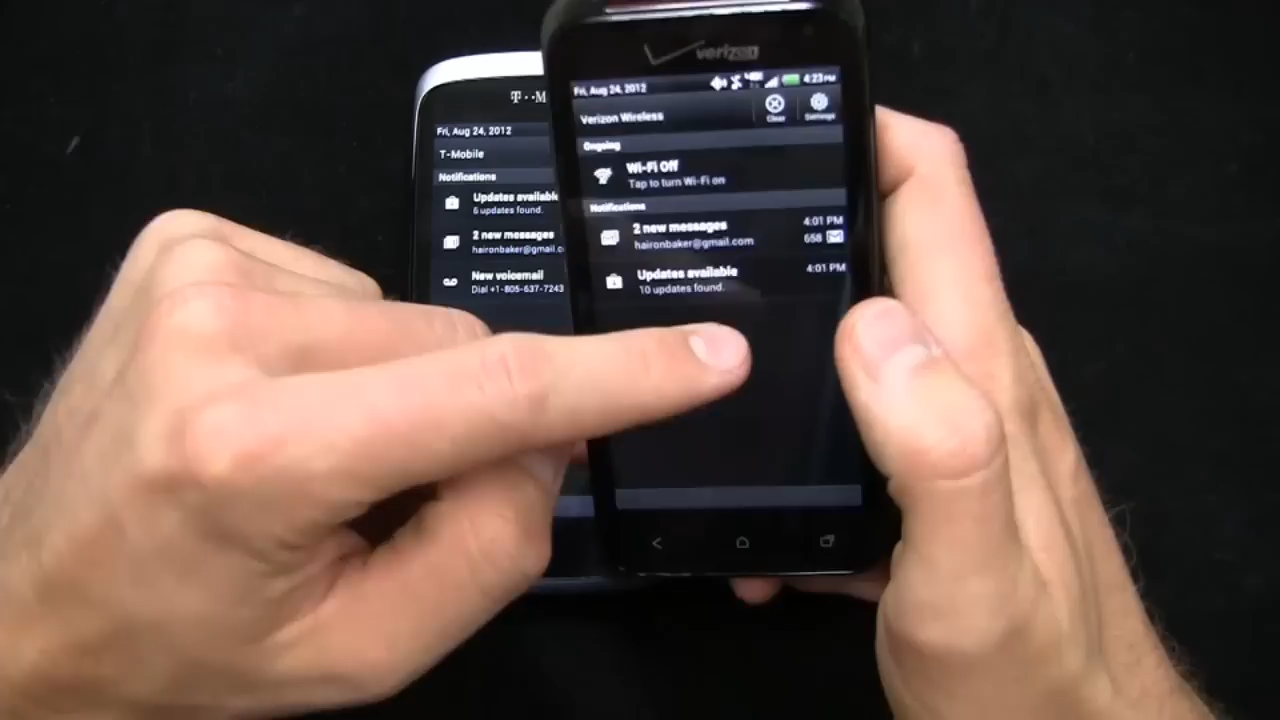 T··M
Fri, Aug 24, 2012
T-Mobile
Notifications
Updates availabl
6 updates found.
2 new messages
haironbaker@gmail.c
New voicemail
Dial +1-805-637-7243
verizon
Fri, Aug 24, 2012
4:23 PM
Verizon Wireless
Clear
Settings
Ongoing
Wi-Fi Off
Tap to turn Wi-Fi on
Notifications
2 new messages
4:01 PM
haironbaker@gmail.com
658
Updates available
4:01 PM
10 updates found.